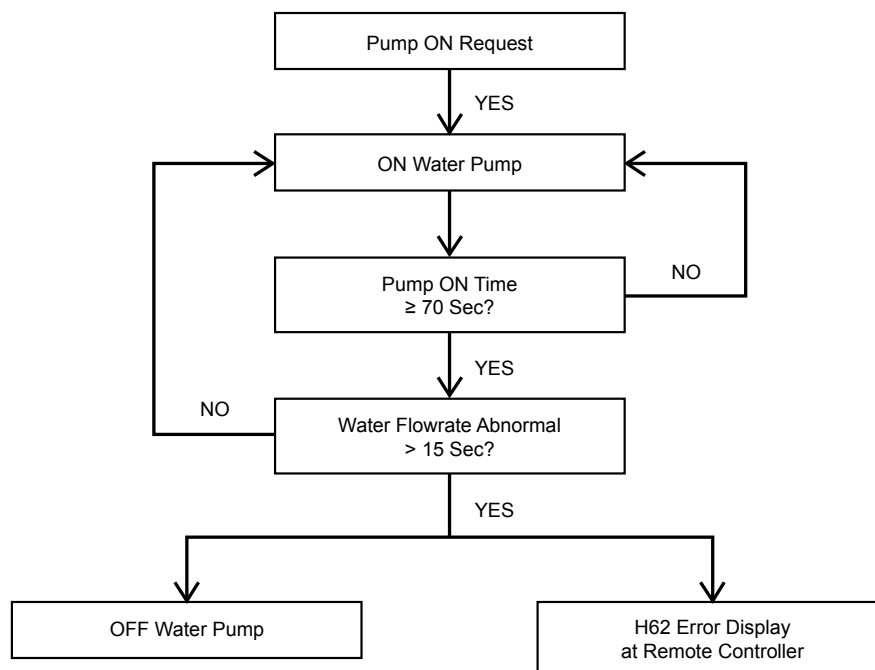 Pump ON Request
YES
ON Water Pump
Pump ON Time
≥ 70 Sec?
NO
YES
Water Flowrate Abnormal
> 15 Sec?
NO
YES
OFF Water Pump
H62 Error Display
at Remote Controller